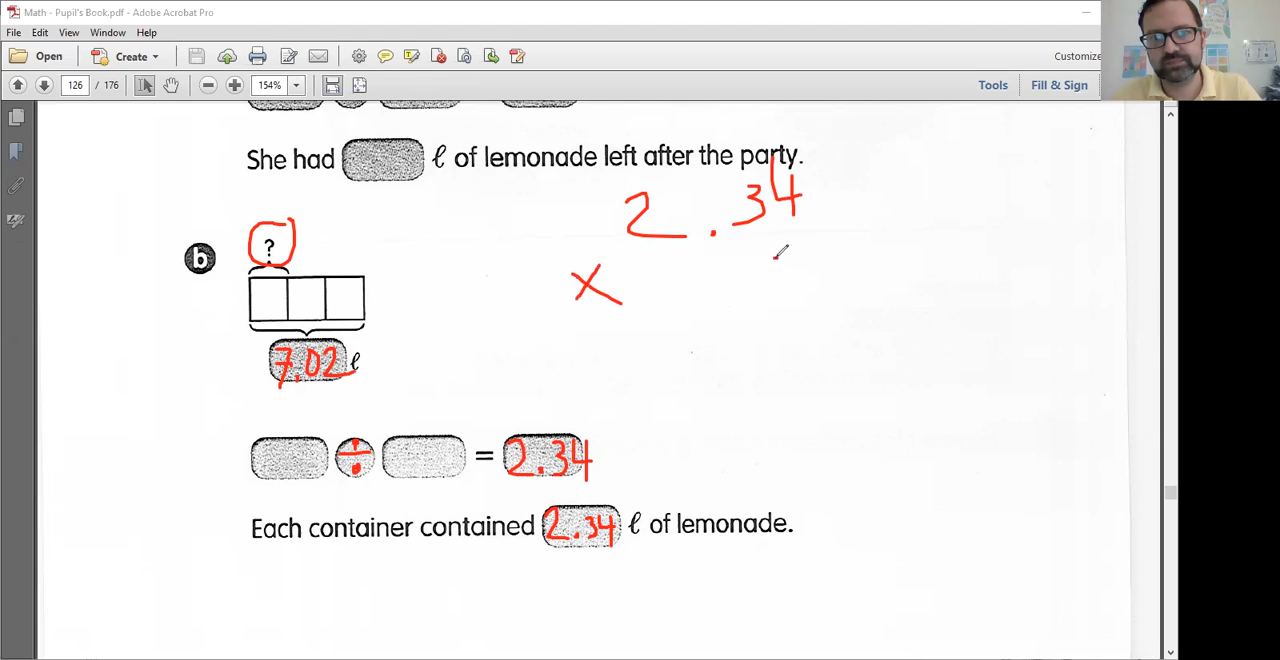 Math - Pupil's Book.pdf - Adobe Acrobat Pro
File Edit View Window Help
Open Create Customize
126 / 176 154% Tools Fill & Sign
She had ℓ of lemonade left after the party.
2.34
×
b ?
7.02 ℓ
÷ = 2.34
Each container contained 2.34 ℓ of lemonade.